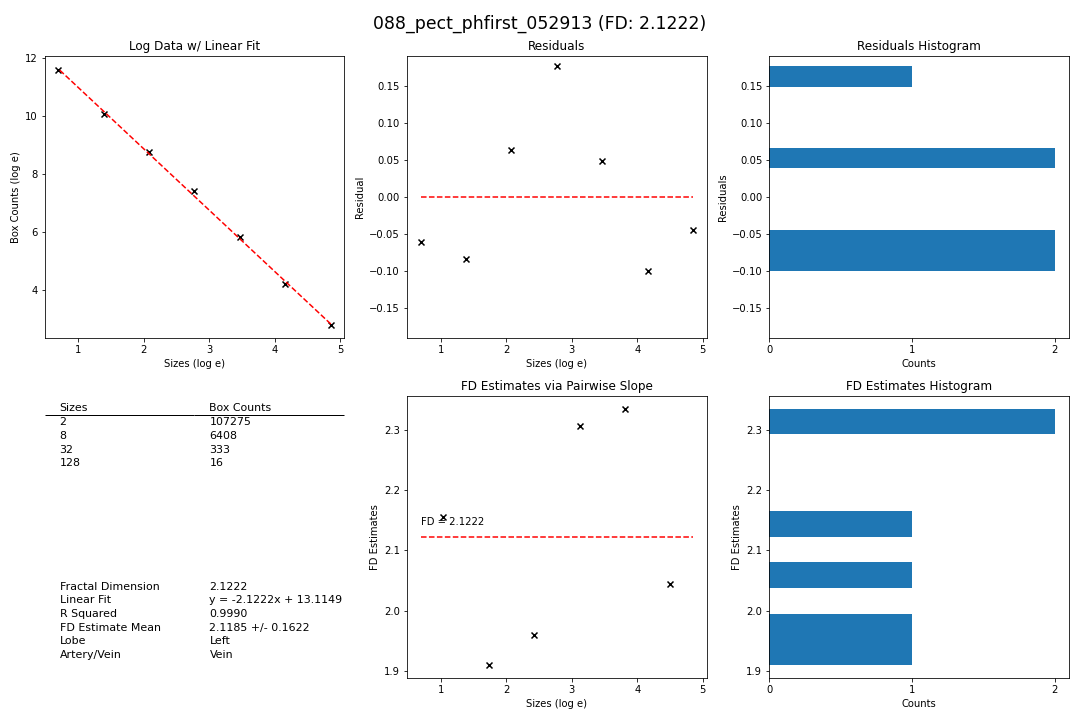 088_pect_phfirst_052913 (FD: 2.1222)
Log Data w/ Linear Fit
12
10
8
6
4
Box Counts (log e)
1 2 3 4 5
Sizes (log e)
Residuals
0.15
0.10
0.05
0.00
−0.05
−0.10
−0.15
Residual
1 2 3 4 5
Sizes (log e)
Residuals Histogram
0.15
0.10
0.05
0.00
−0.05
−0.10
−0.15
Residuals
0 1 2
Counts
Sizes Box Counts
2 107275
8 6408
32 333
128 16
Fractal Dimension 2.1222
Linear Fit y = -2.1222x + 13.1149
R Squared 0.9990
FD Estimate Mean 2.1185 +/- 0.1622
Lobe Left
Artery/Vein Vein
FD Estimates via Pairwise Slope
2.3
2.2
2.1
2.0
1.9
FD Estimates
FD = 2.1222
1 2 3 4 5
Sizes (log e)
FD Estimates Histogram
2.3
2.2
2.1
2.0
1.9
FD Estimates
0 1 2
Counts